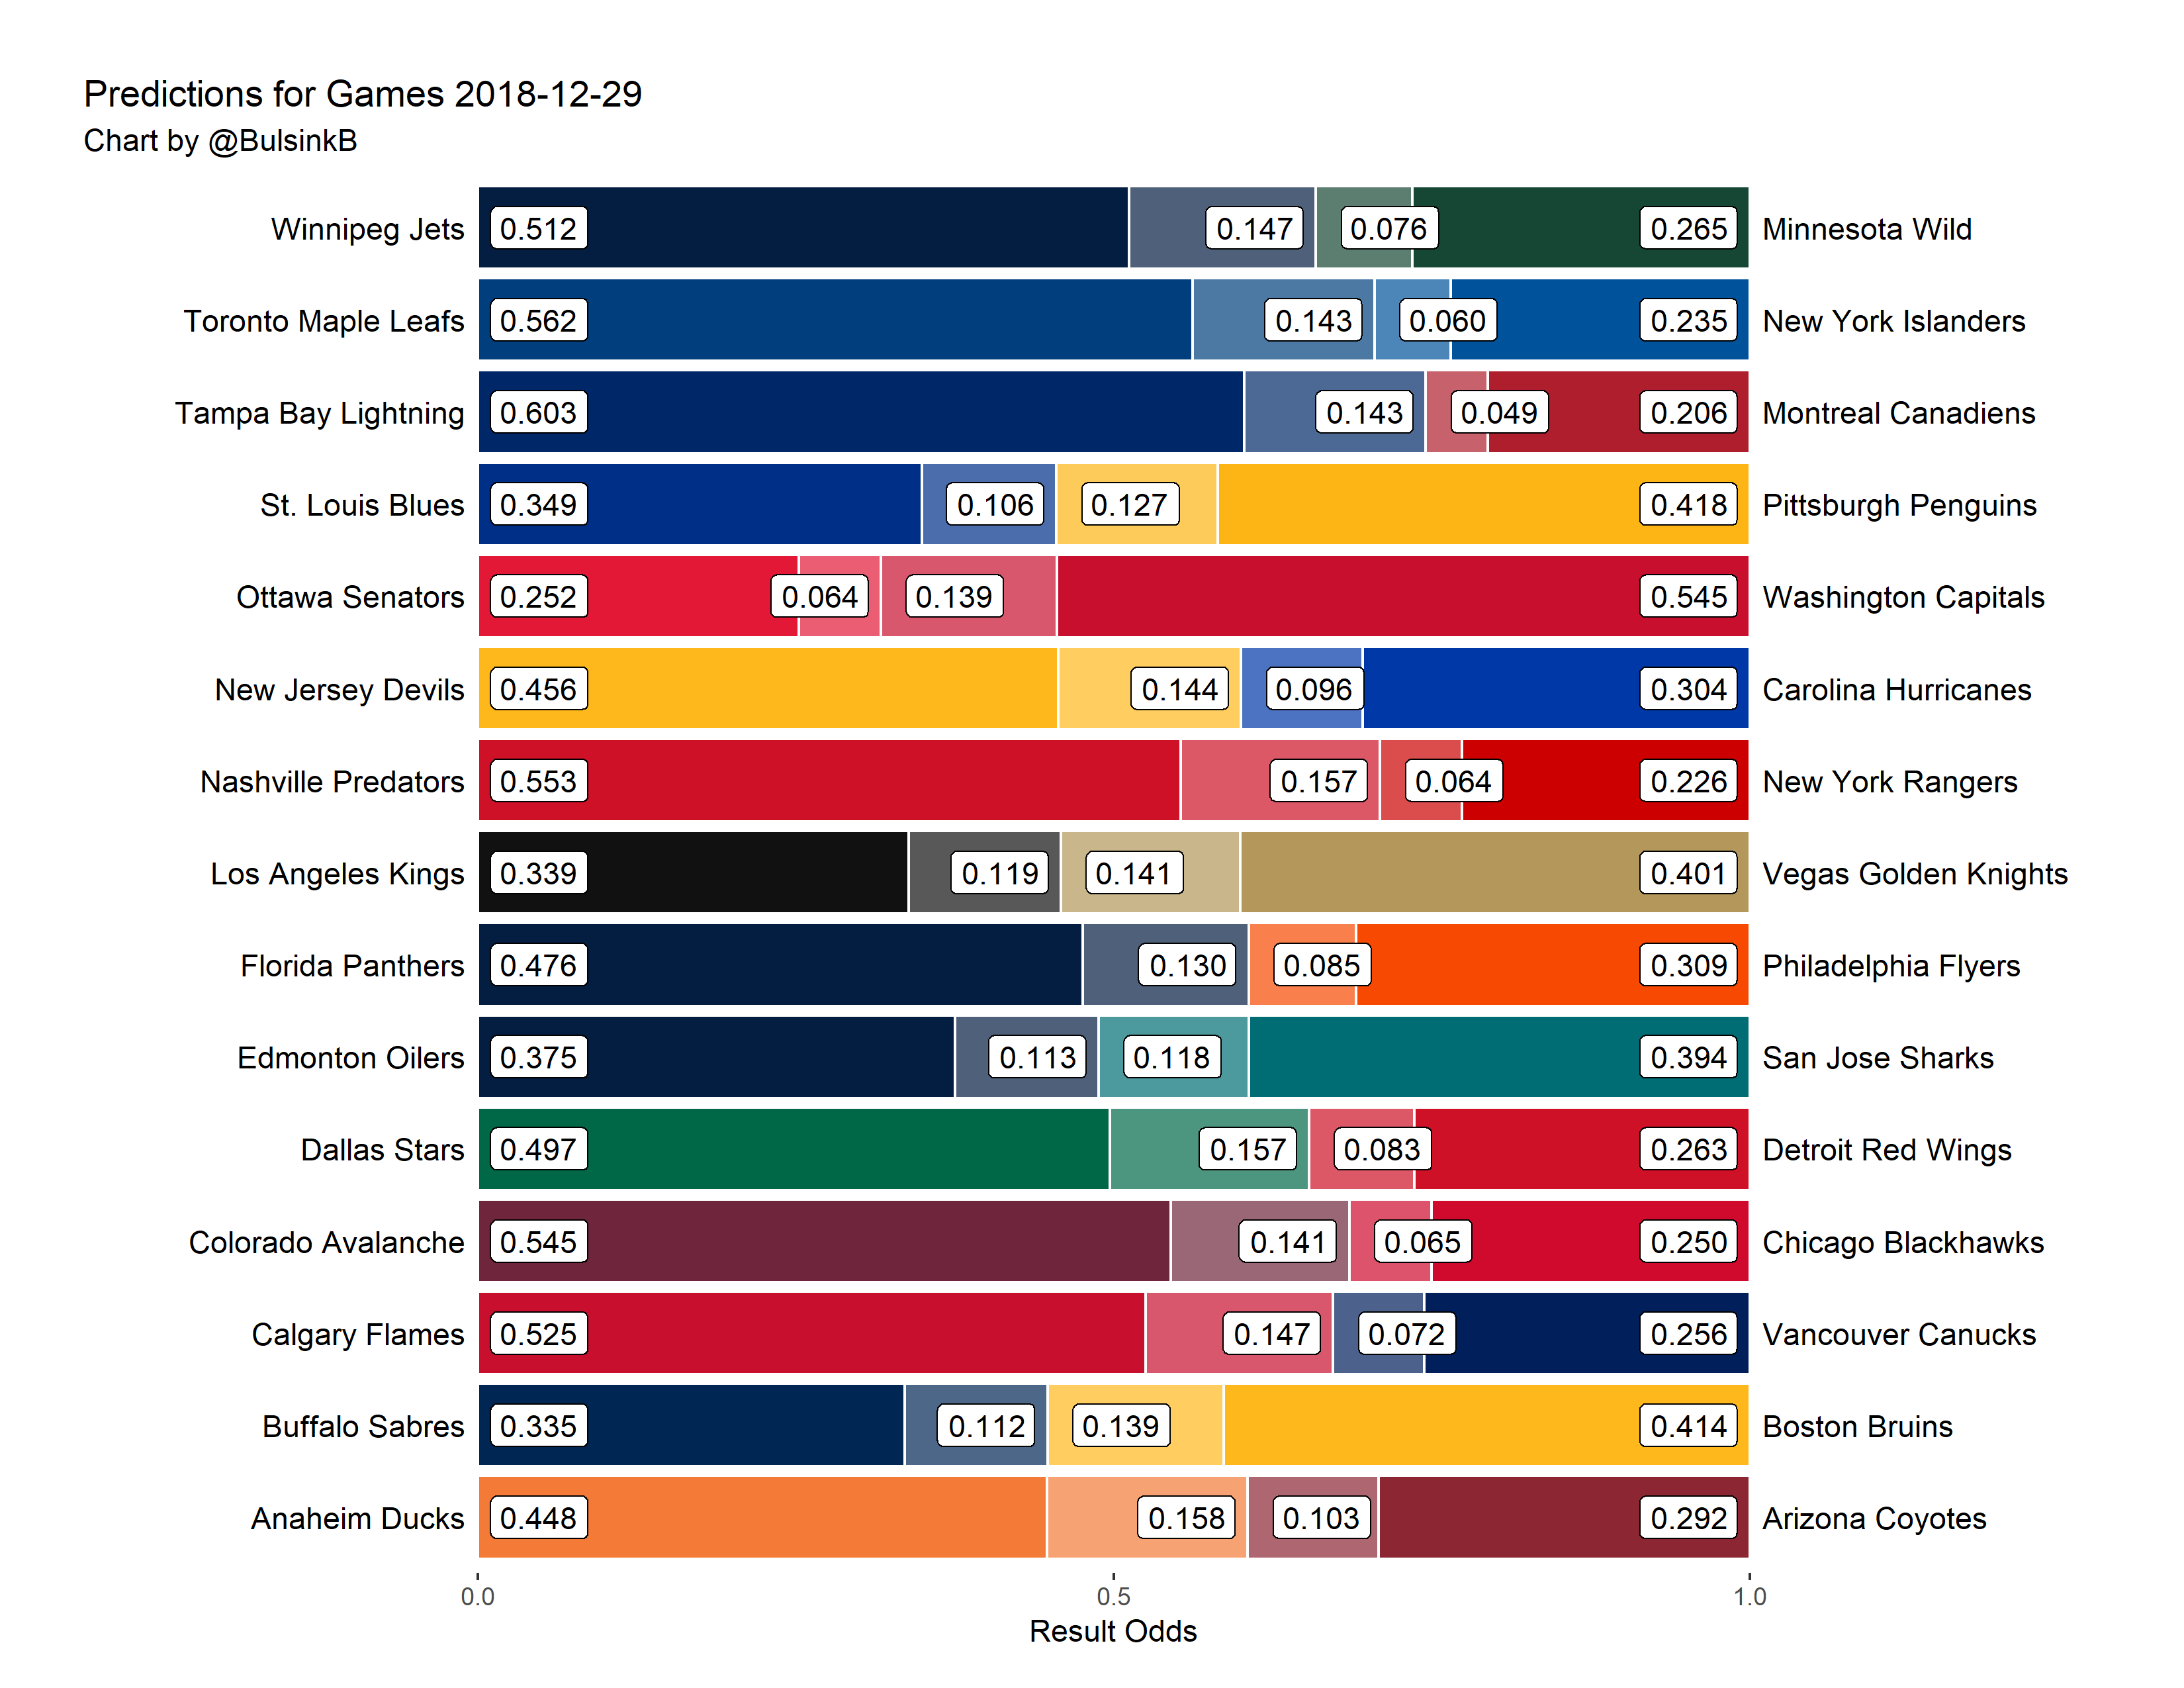 Predictions for Games 2018-12-29
Chart by @BulsinkB
Winnipeg Jets 0.512 0.147 0.076 0.265 Minnesota Wild
Toronto Maple Leafs 0.562 0.143 0.060 0.235 New York Islanders
Tampa Bay Lightning 0.603 0.143 0.049 0.206 Montreal Canadiens
St. Louis Blues 0.349 0.106 0.127 0.418 Pittsburgh Penguins
Ottawa Senators 0.252 0.064 0.139 0.545 Washington Capitals
New Jersey Devils 0.456 0.144 0.096 0.304 Carolina Hurricanes
Nashville Predators 0.553 0.157 0.064 0.226 New York Rangers
Los Angeles Kings 0.339 0.119 0.141 0.401 Vegas Golden Knights
Florida Panthers 0.476 0.130 0.085 0.309 Philadelphia Flyers
Edmonton Oilers 0.375 0.113 0.118 0.394 San Jose Sharks
Dallas Stars 0.497 0.157 0.083 0.263 Detroit Red Wings
Colorado Avalanche 0.545 0.141 0.065 0.250 Chicago Blackhawks
Calgary Flames 0.525 0.147 0.072 0.256 Vancouver Canucks
Buffalo Sabres 0.335 0.112 0.139 0.414 Boston Bruins
Anaheim Ducks 0.448 0.158 0.103 0.292 Arizona Coyotes
0.0 0.5 1.0
Result Odds